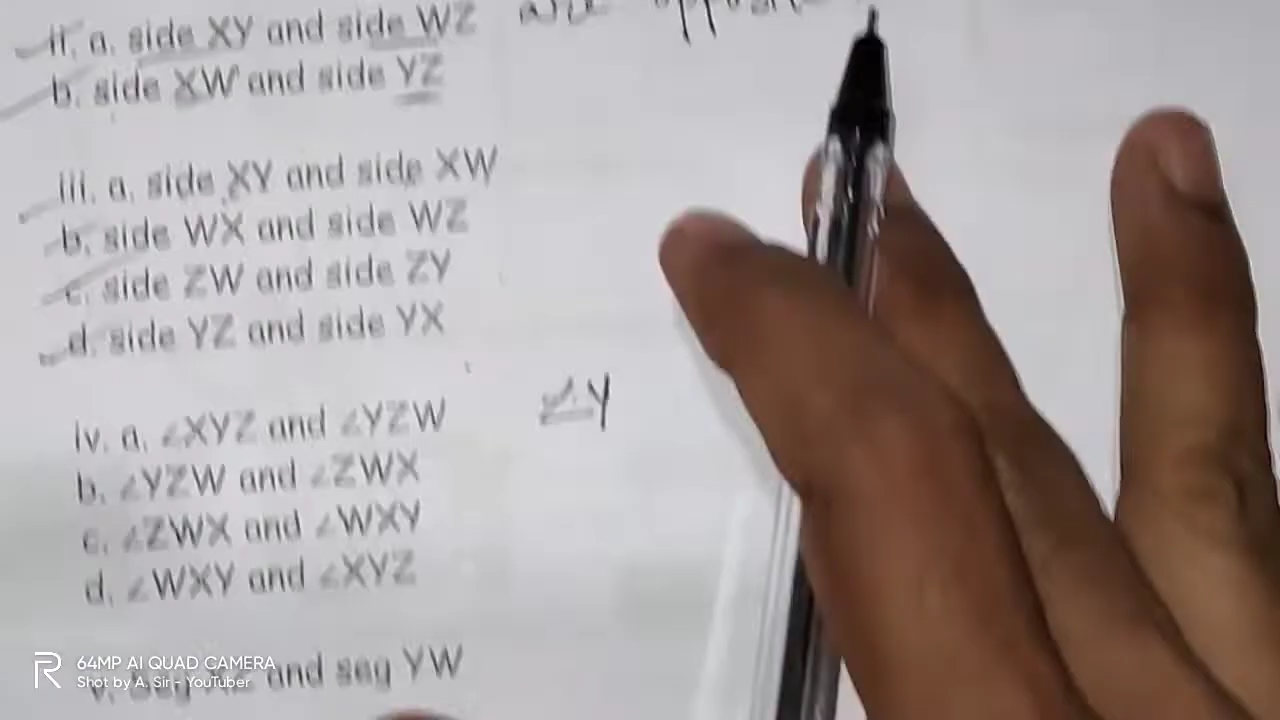 ii. a. side XY and side WZ are
b. side XW and side YZ
iii. a. side XY and side XW
b. side WX and side WZ
c. side ZW and side ZY
d. side YZ and side YX
iv. a. ∠XYZ and ∠YZW ∠Y
b. ∠YZW and ∠ZWX
c. ∠ZWX and ∠WXY
d. ∠WXY and ∠XYZ
and seg YW
64MP AI QUAD CAMERA
Shot by A. Sir - YouTuber